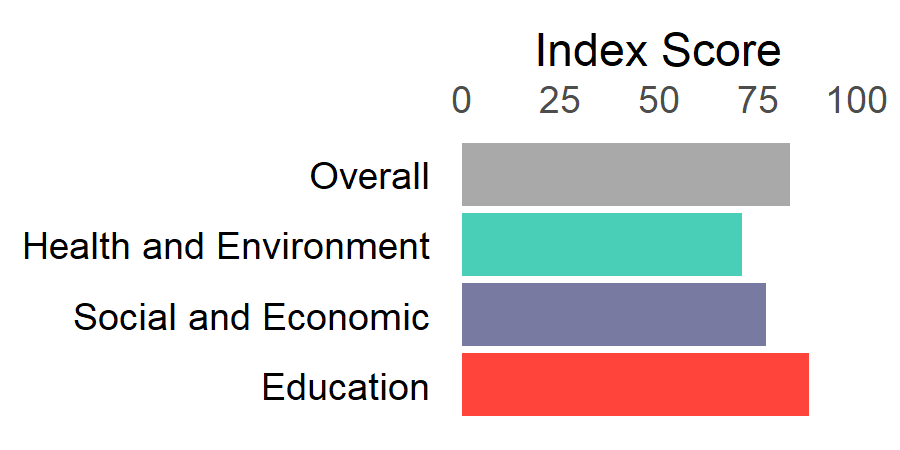 Index Score
0 25 50 75 100
Overall
Health and Environment
Social and Economic
Education